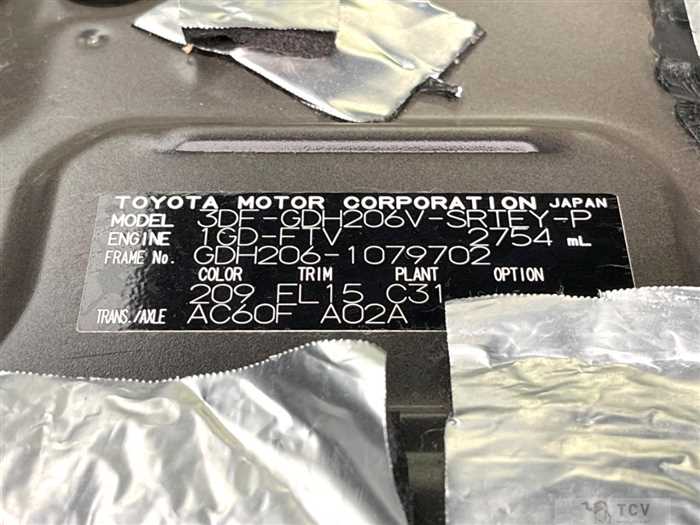 TOYOTA MOTOR CORPORATION JAPAN
MODEL 3DF-GDH206V-SRTEY-P
ENGINE 1GD-FTV 2754 mL
FRAME No. GDH206-1079702
COLOR TRIM PLANT OPTION
209 FL15 C31
TRANS./AXLE AC60F A02A
TCV